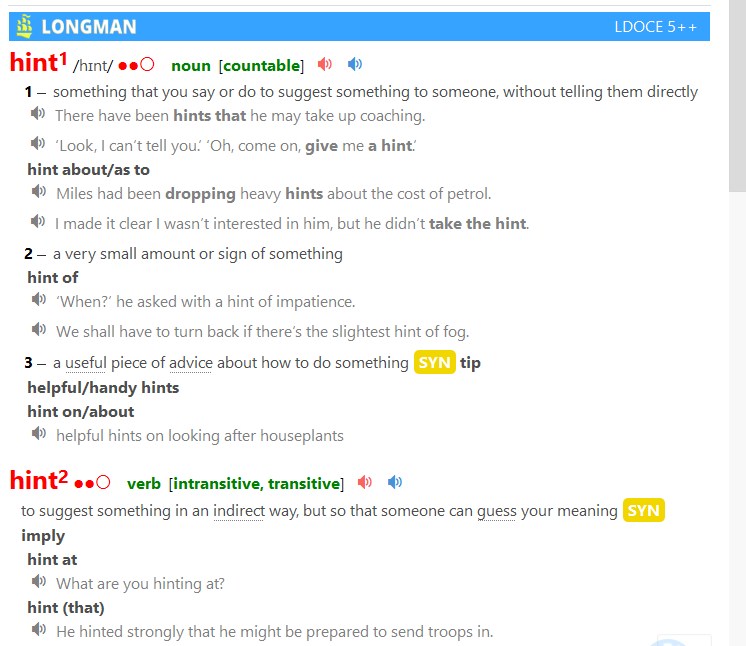 LONGMAN LDOCE 5++
hint1 /hɪnt/ ●●○ noun [countable]
1 – something that you say or do to suggest something to someone, without telling them directly
There have been hints that he may take up coaching.
‘Look, I can’t tell you.’ ‘Oh, come on, give me a hint.’
hint about/as to
Miles had been dropping heavy hints about the cost of petrol.
I made it clear I wasn’t interested in him, but he didn’t take the hint.
2 – a very small amount or sign of something
hint of
‘When?’ he asked with a hint of impatience.
We shall have to turn back if there’s the slightest hint of fog.
3 – a useful piece of advice about how to do something SYN tip
helpful/handy hints
hint on/about
helpful hints on looking after houseplants
hint2 ●●○ verb [intransitive, transitive]
to suggest something in an indirect way, but so that someone can guess your meaning SYN
imply
hint at
What are you hinting at?
hint (that)
He hinted strongly that he might be prepared to send troops in.